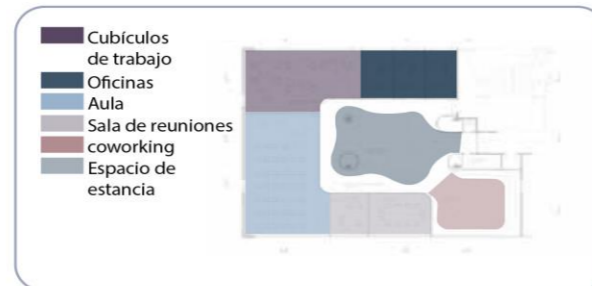 Cubículos
de trabajo
Oficinas
Aula
Sala de reuniones
coworking
Espacio de
estancia